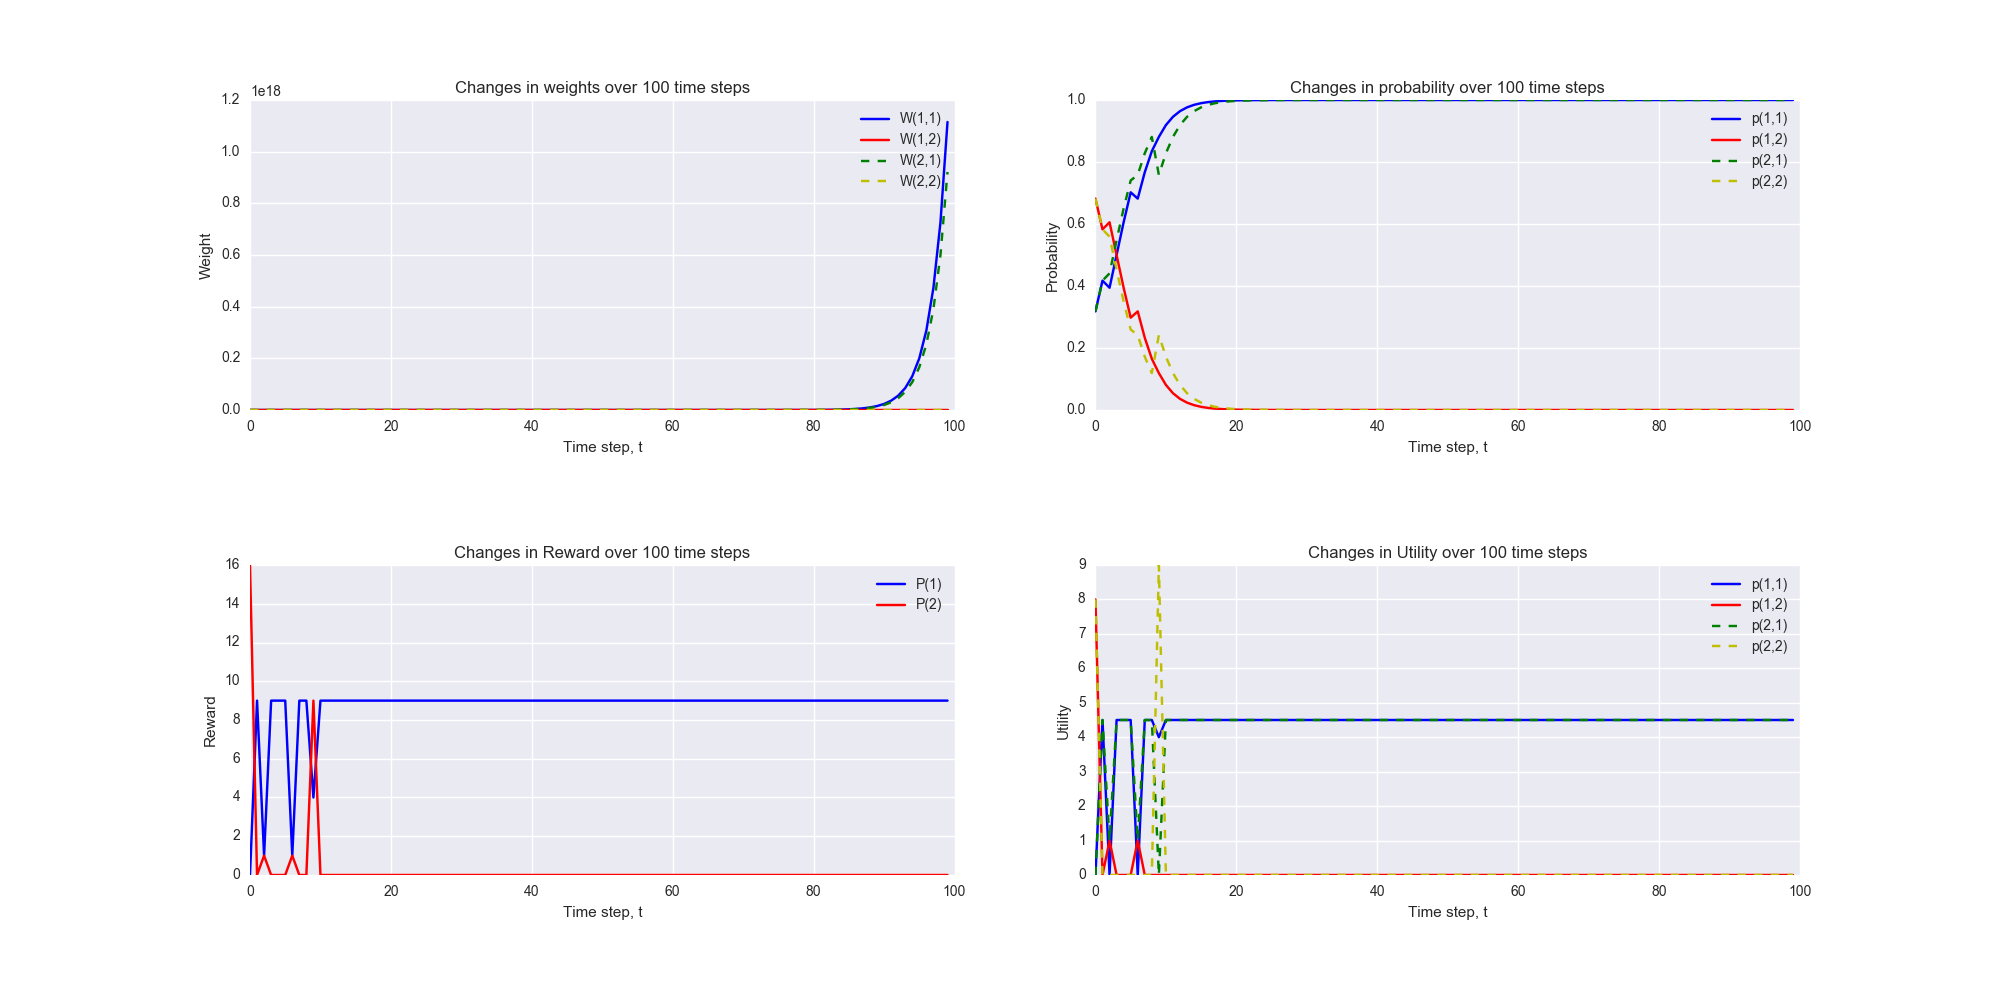 Changes in weights over 100 time steps
1e18
1.2
1.0
0.8
0.6
0.4
0.2
0.0
Weight
0 20 40 60 80 100
Time step, t
W(1,1)
W(1,2)
W(2,1)
W(2,2)
Changes in probability over 100 time steps
1.0
0.8
0.6
0.4
0.2
0.0
Probability
0 20 40 60 80 100
Time step, t
p(1,1)
p(1,2)
p(2,1)
p(2,2)
Changes in Reward over 100 time steps
16
14
12
10
8
6
4
2
0
Reward
0 20 40 60 80 100
Time step, t
P(1)
P(2)
Changes in Utility over 100 time steps
9
8
7
6
5
4
3
2
1
0
Utility
0 20 40 60 80 100
Time step, t
p(1,1)
p(1,2)
p(2,1)
p(2,2)